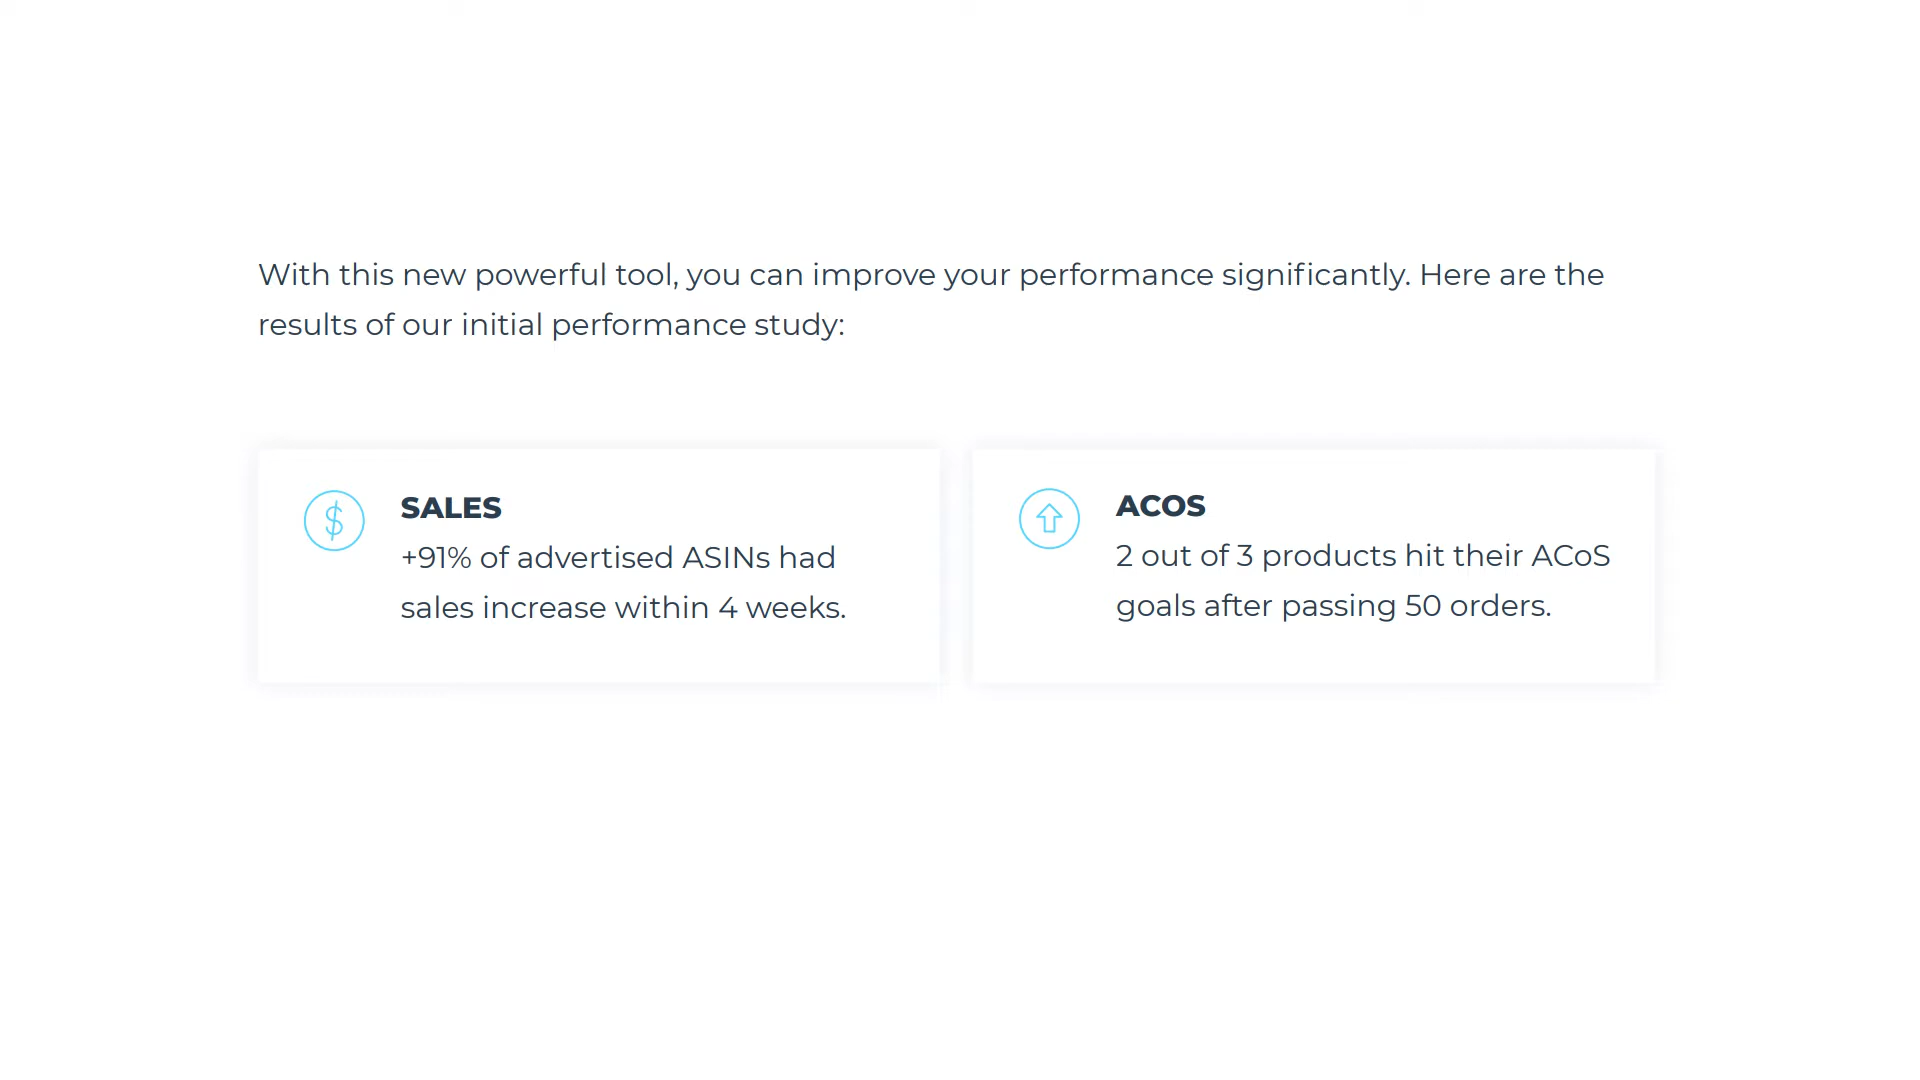 With this new powerful tool, you can improve your performance significantly. Here are the
results of our initial performance study:
SALES
+91% of advertised ASINs had
sales increase within 4 weeks.
ACOS
2 out of 3 products hit their ACoS
goals after passing 50 orders.